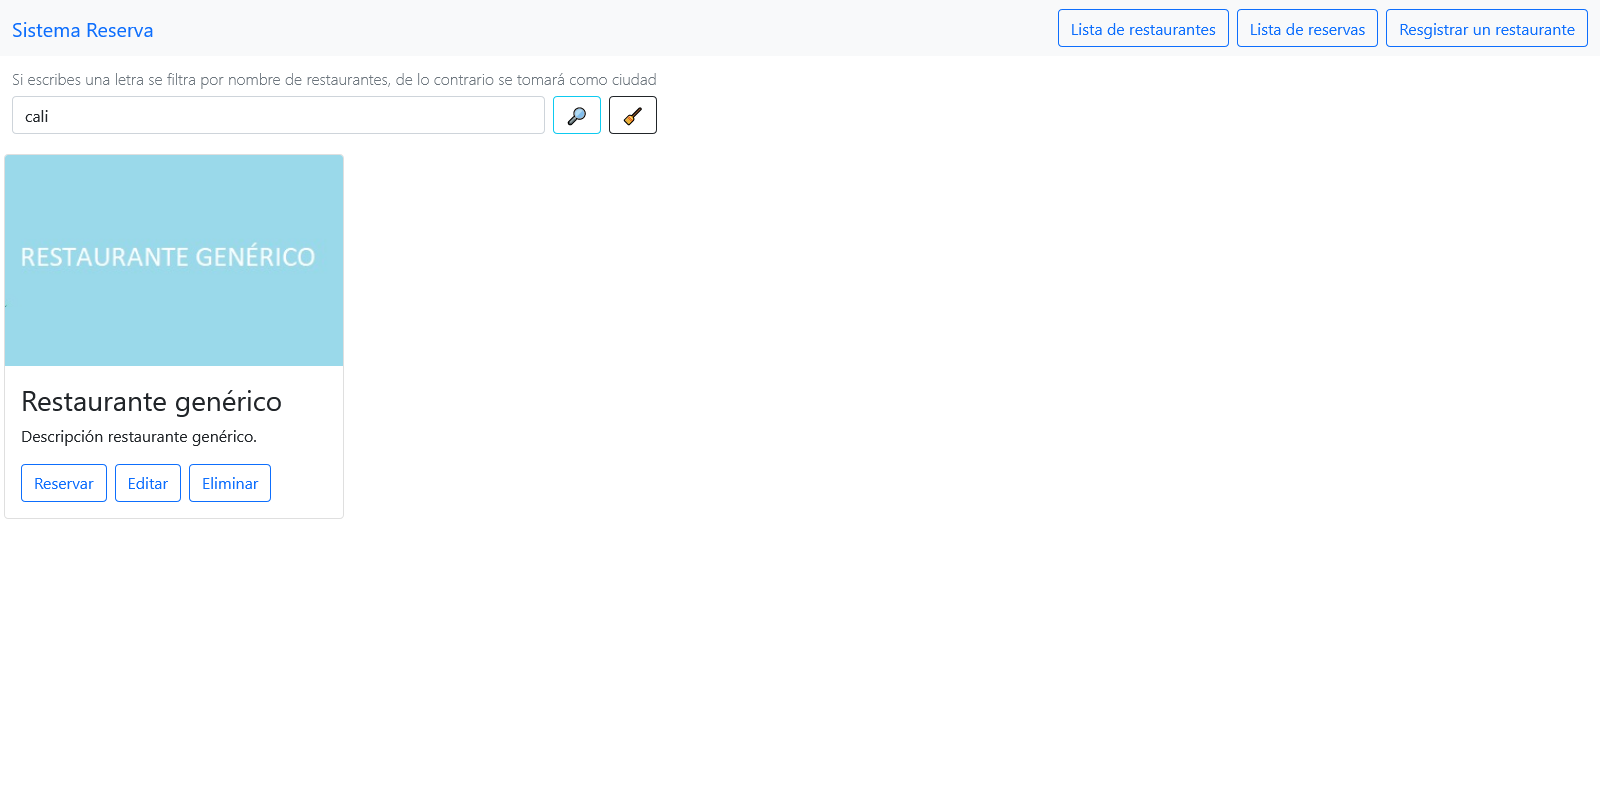 Sistema Reserva
Lista de restaurantes
Lista de reservas
Resgistrar un restaurante
Si escribes una letra se filtra por nombre de restaurantes, de lo contrario se tomará como ciudad
cali
RESTAURANTE GENÉRICO
Restaurante genérico
Descripción restaurante genérico.
Reservar
Editar
Eliminar